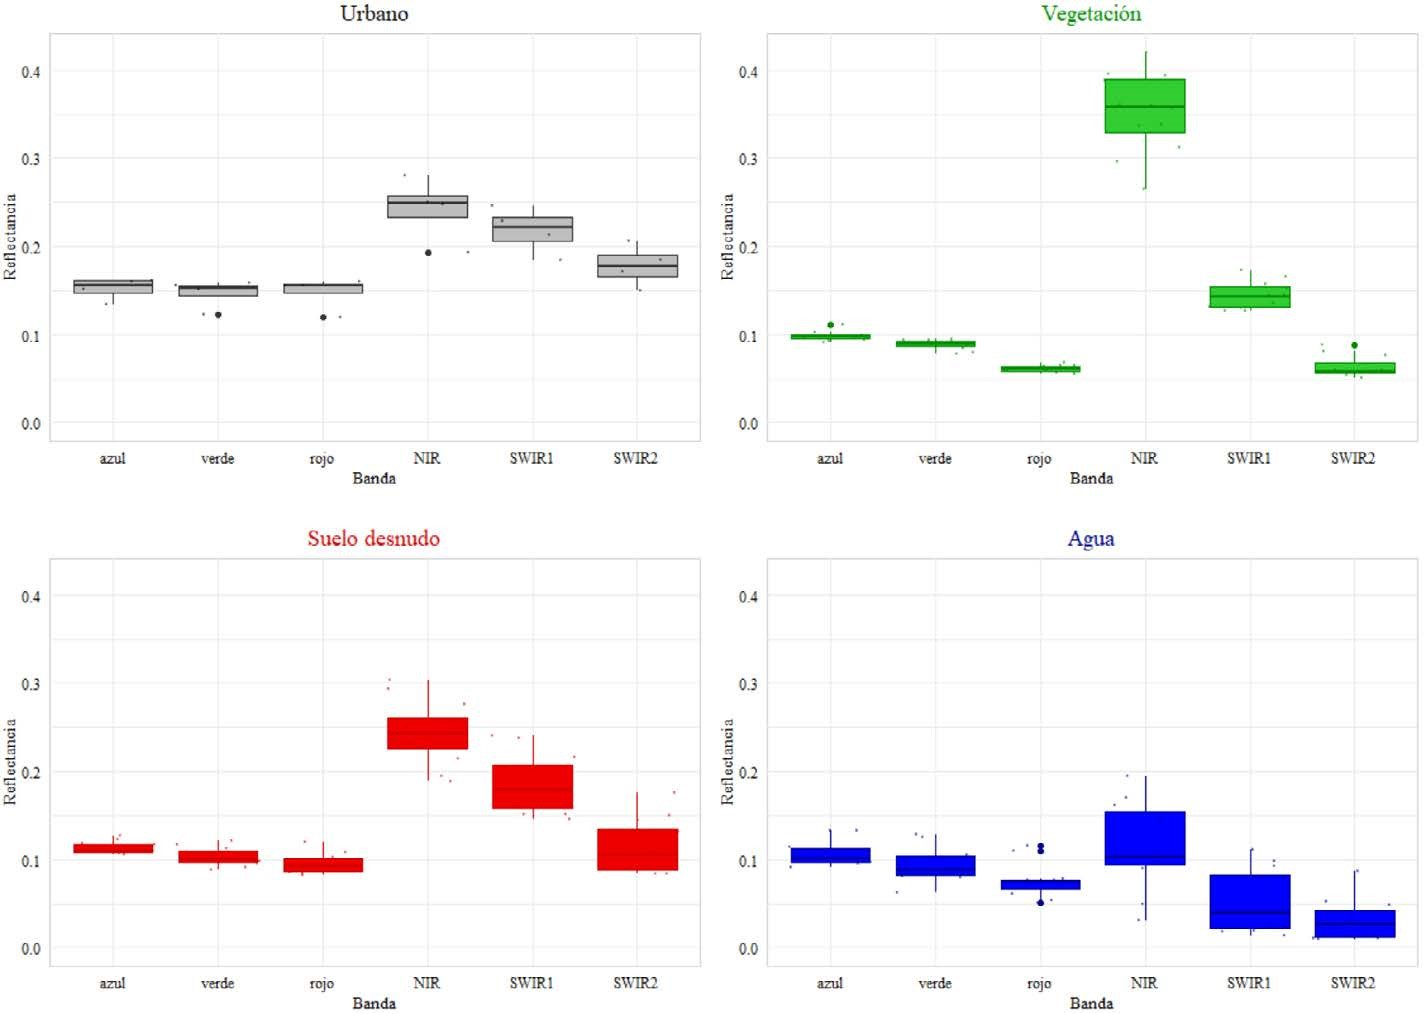 Urbano
Reflectancia
0.4
0.3
0.2
0.1
0.0
azul verde rojo NIR SWIR1 SWIR2
Banda
Vegetación
Reflectancia
0.4
0.3
0.2
0.1
0.0
azul verde rojo NIR SWIR1 SWIR2
Banda
Suelo desnudo
Reflectancia
0.4
0.3
0.2
0.1
0.0
azul verde rojo NIR SWIR1 SWIR2
Banda
Agua
Reflectancia
0.4
0.3
0.2
0.1
0.0
azul verde rojo NIR SWIR1 SWIR2
Banda